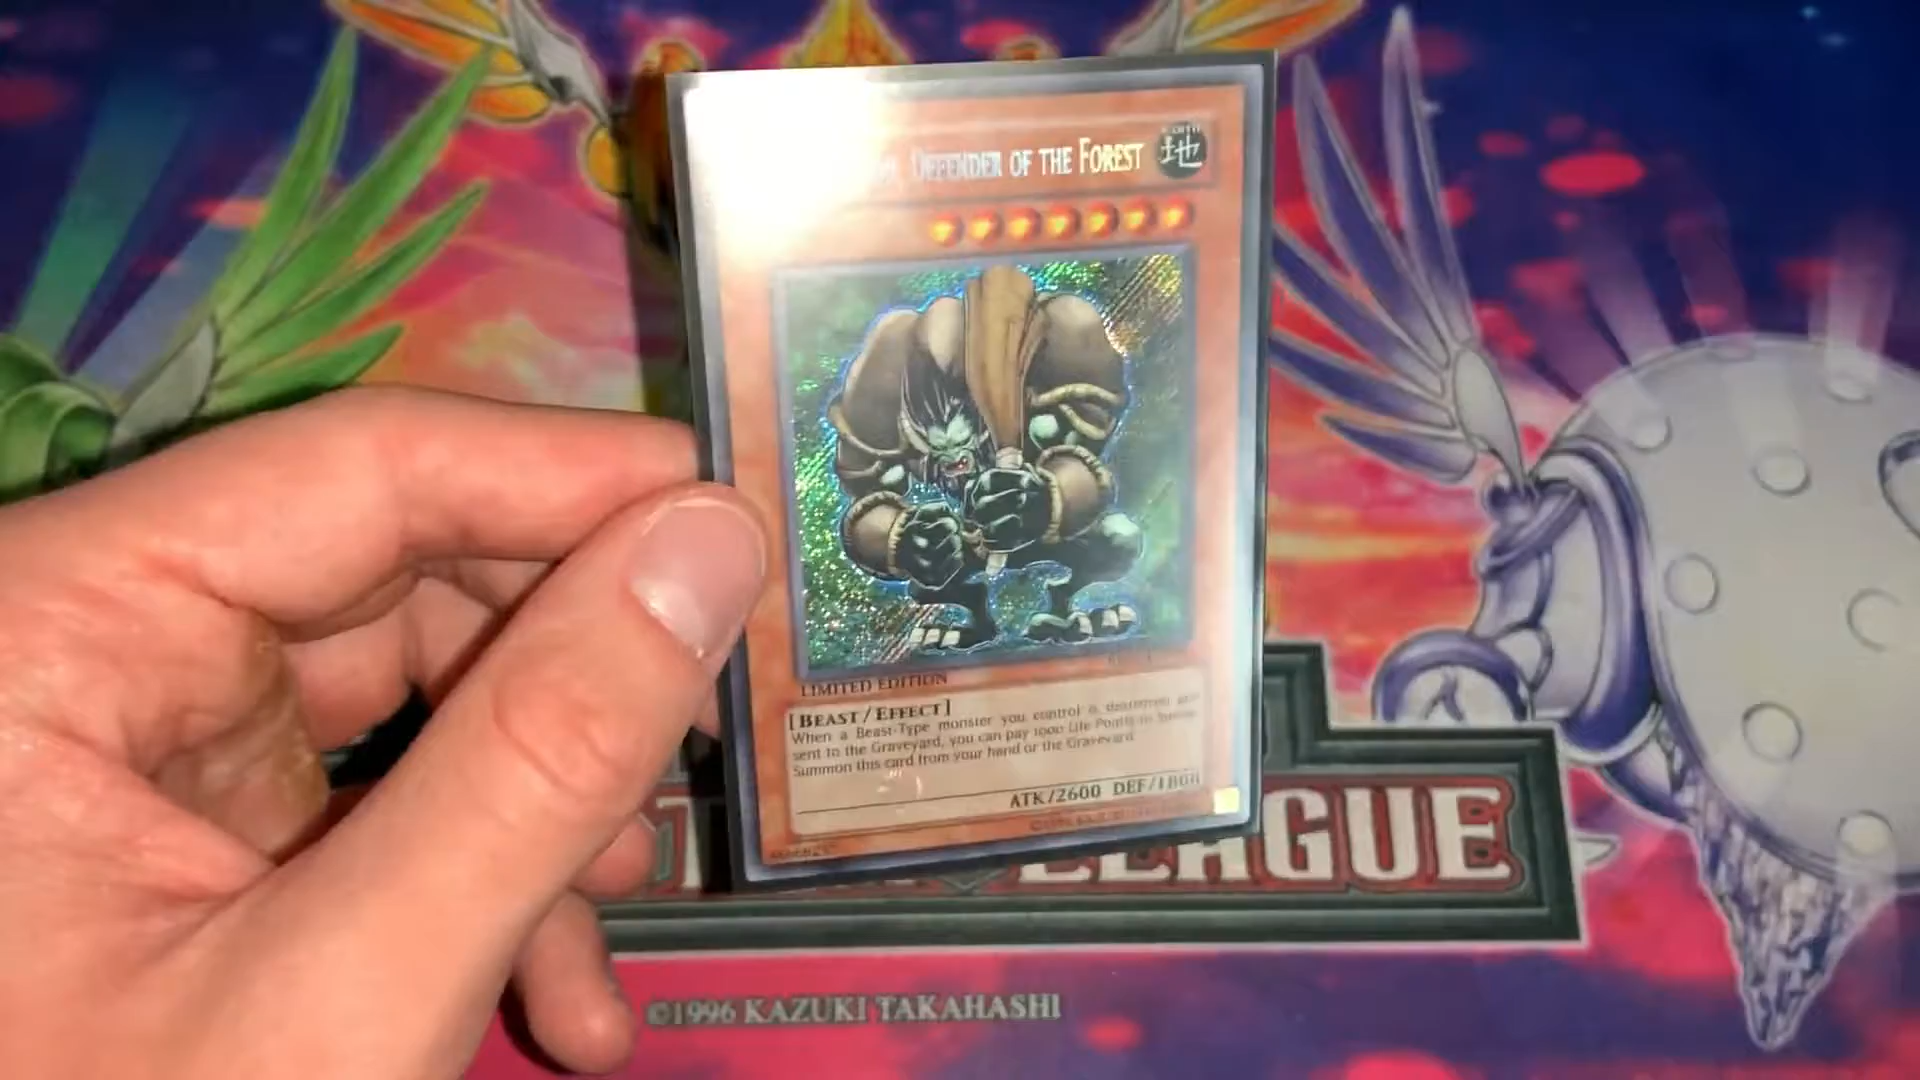 DEFENDER OF THE FOREST
地
LIMITED EDITION
[BEAST/EFFECT]
When a Beast-Type monster you control is destroyed and
sent to the Graveyard, you can pay 1000 Life Points to
Summon this card from your hand or the Graveyard.
ATK/2600 DEF/1800
LEAGUE
©1996 KAZUKI TAKAHASHI